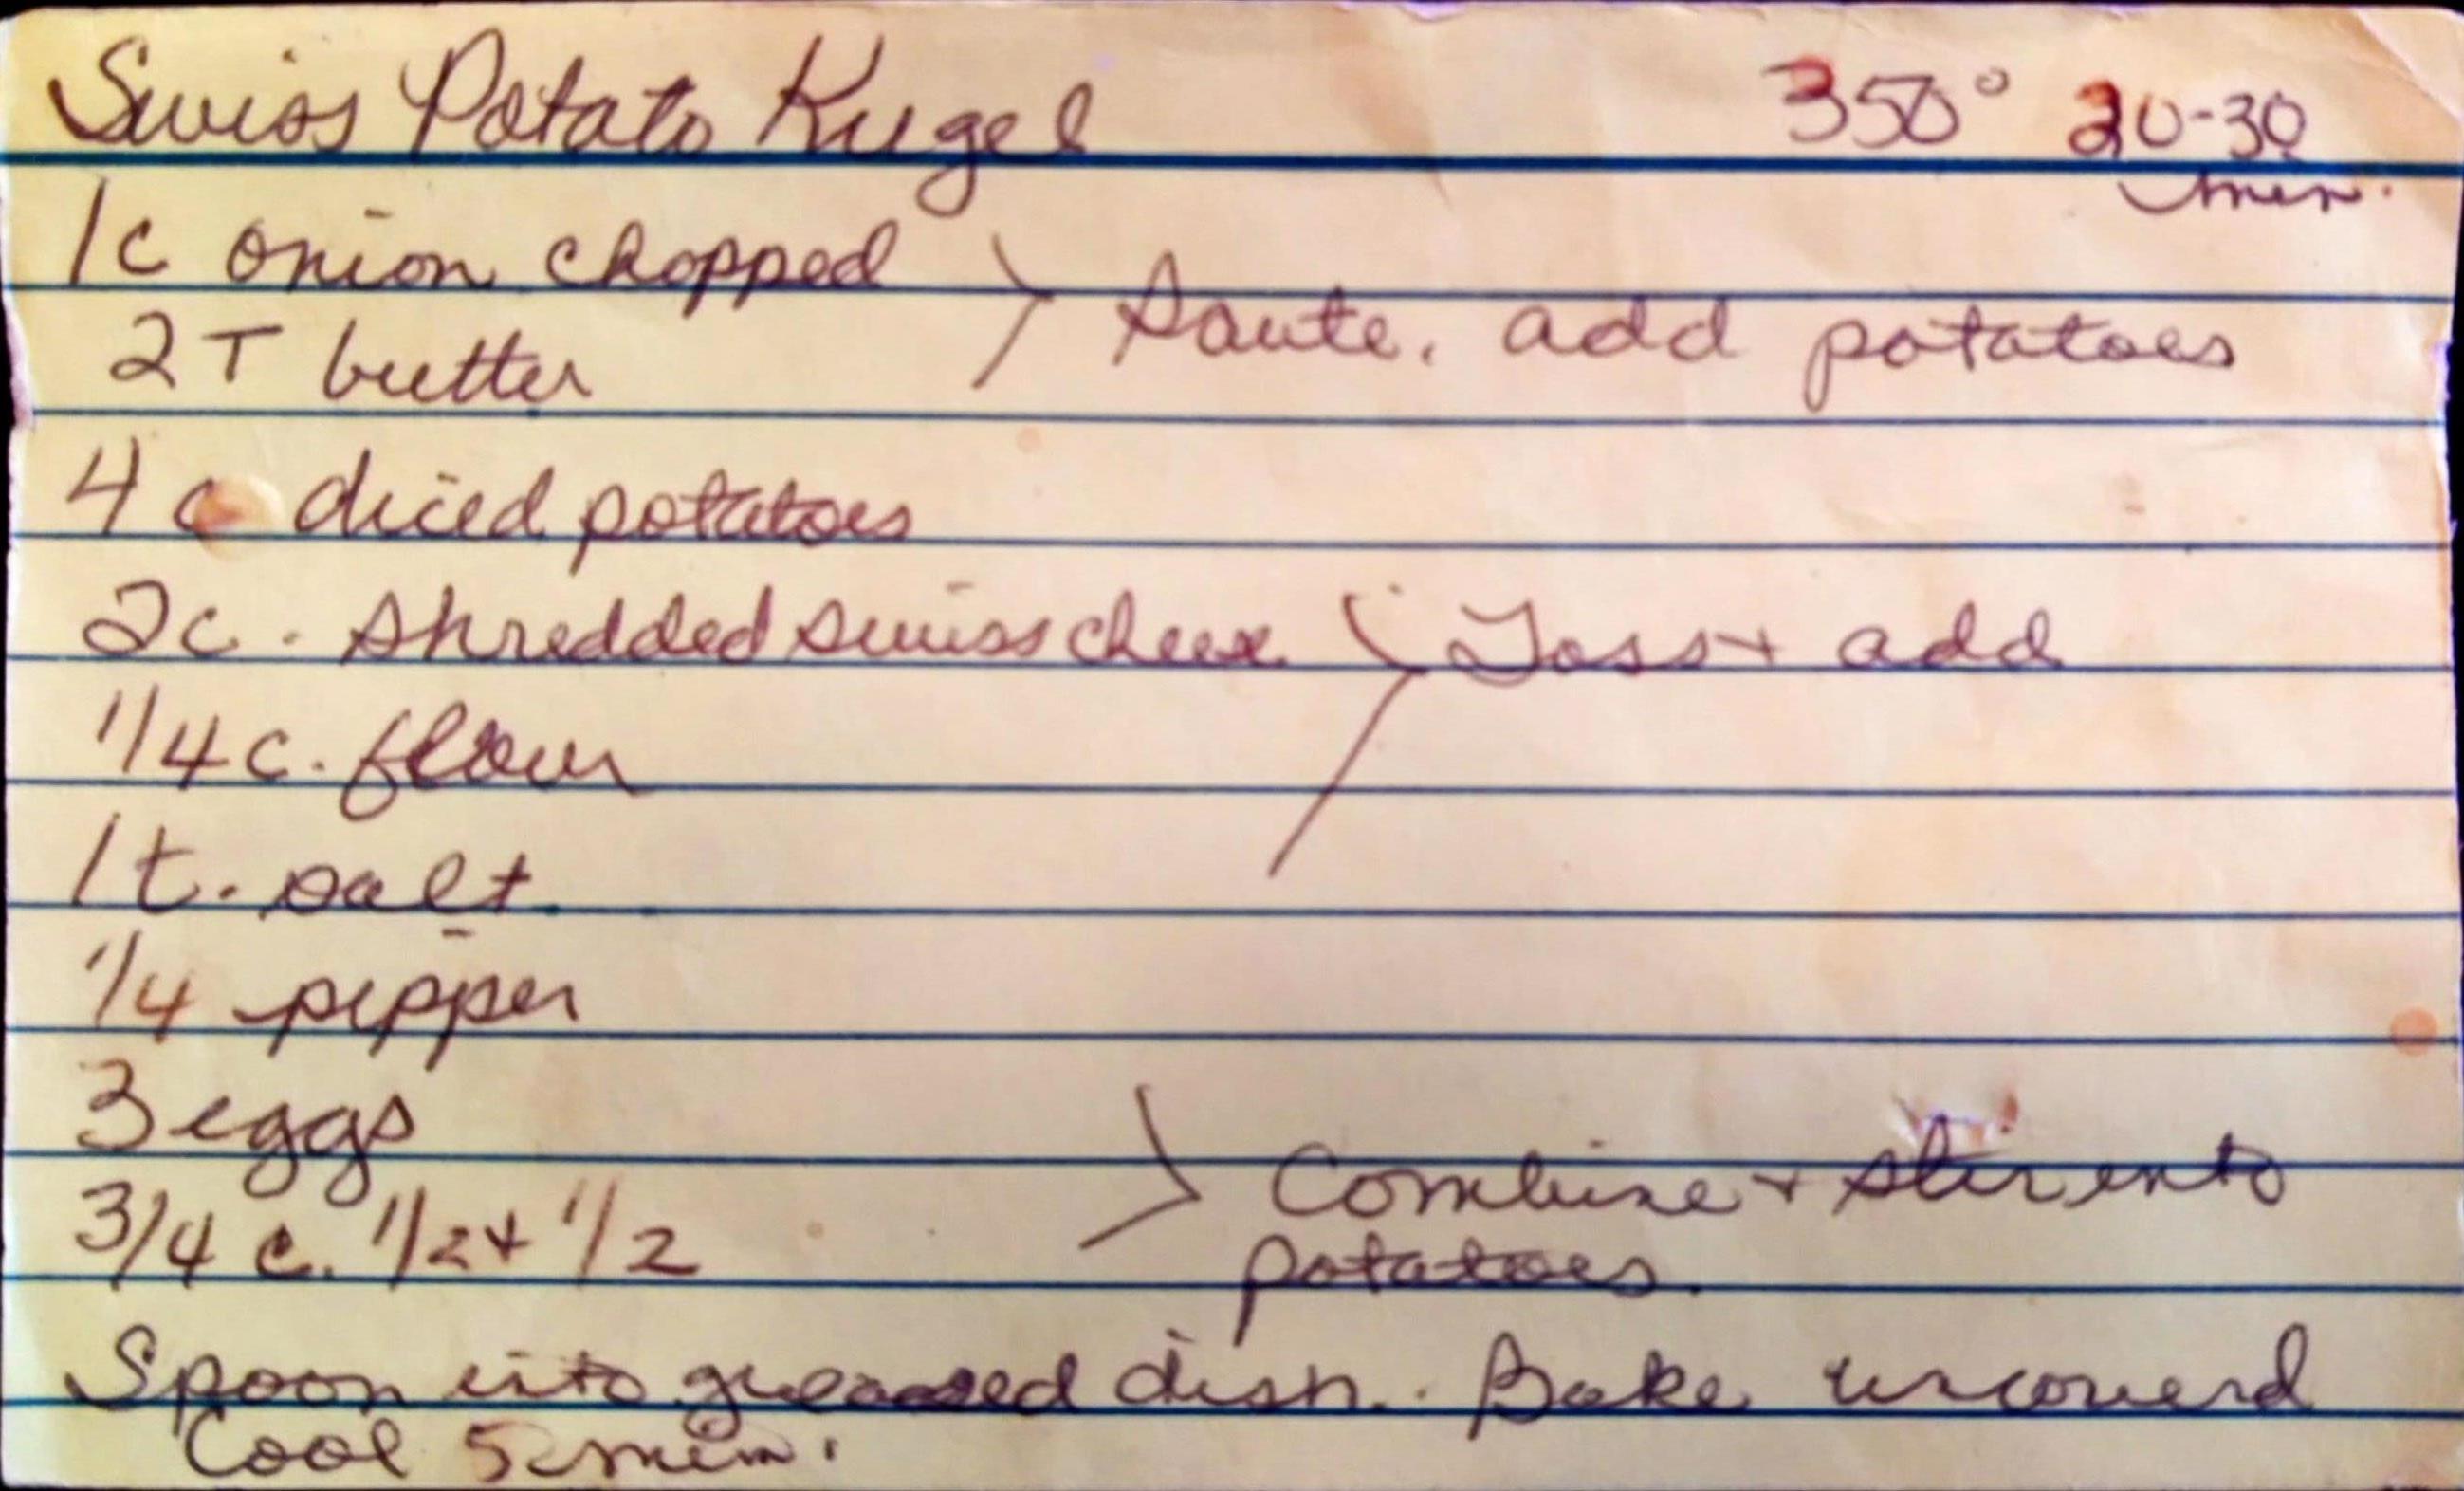 Swiss Potato Kugel 350° 20-30 min.
1c onion chopped
2T butter
Saute. add potatoes
4 c diced potatoes
2c. shredded swiss cheese
Toss + add
1/4 c. flour
1t. salt
1/4 pepper
3 eggs
3/4 c. 1/2 + 1/2
Combine + stir into
potatoes.
Spoon into greased dish. Bake uncoverd
Cool 5 min.